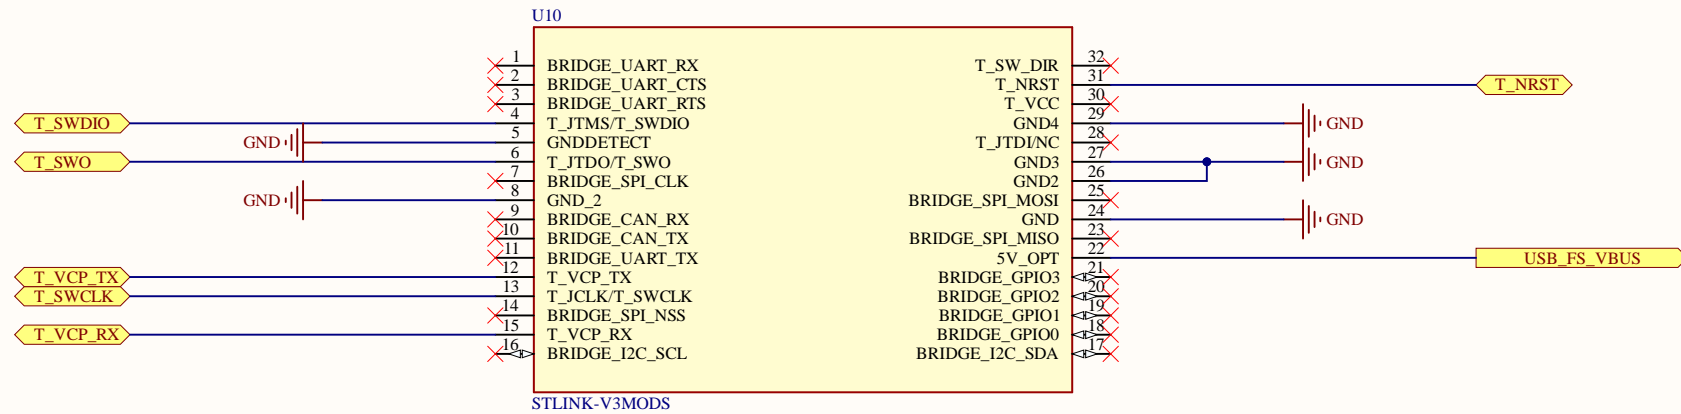 U10
1 BRIDGE_UART_RX
2 BRIDGE_UART_CTS
3 BRIDGE_UART_RTS
T_SWDIO 4 T_JTMS/T_SWDIO
GND 5 GNDDETECT
T_SWO 6 T_JTDO/T_SWO
7 BRIDGE_SPI_CLK
GND 8 GND_2
9 BRIDGE_CAN_RX
10 BRIDGE_CAN_TX
11 BRIDGE_UART_TX
T_VCP_TX 12 T_VCP_TX
T_SWCLK 13 T_JCLK/T_SWCLK
14 BRIDGE_SPI_NSS
T_VCP_RX 15 T_VCP_RX
16 BRIDGE_I2C_SCL
T_SW_DIR 32
T_NRST 31 T_NRST
T_VCC 30
GND4 29 GND
T_JTDI/NC 28
GND3 27 GND
GND2 26
BRIDGE_SPI_MOSI 25
GND 24 GND
BRIDGE_SPI_MISO 23
5V_OPT 22 USB_FS_VBUS
BRIDGE_GPIO3 21
BRIDGE_GPIO2 20
BRIDGE_GPIO1 19
BRIDGE_GPIO0 18
BRIDGE_I2C_SDA 17
STLINK-V3MODS